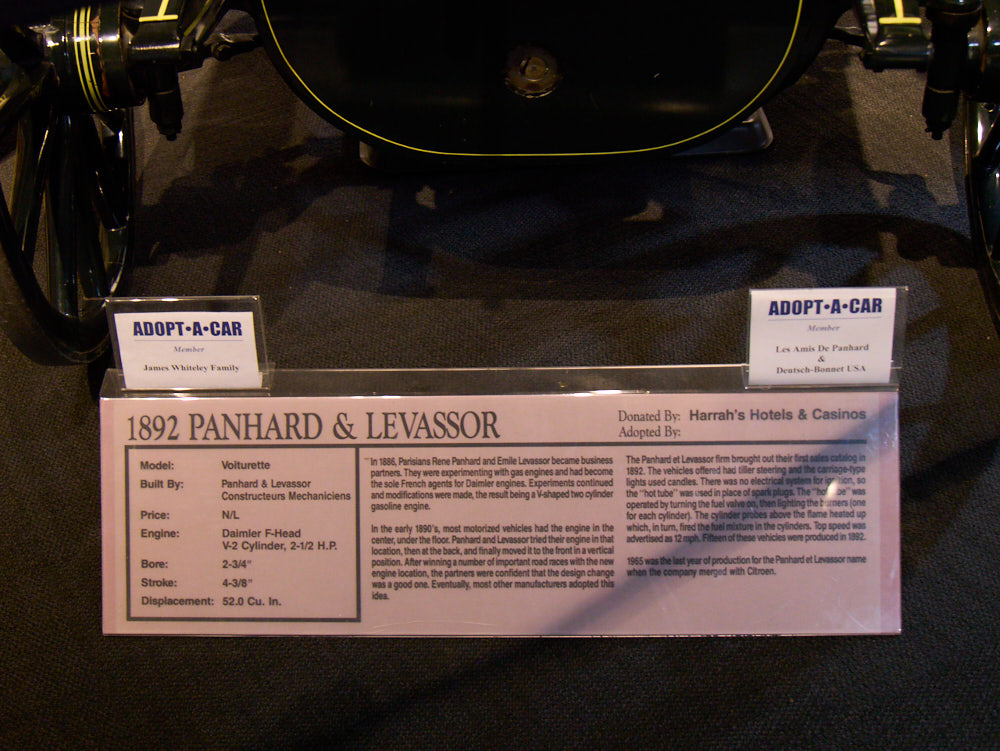 ADOPT•A•CAR
Member
James Whiteley Family
ADOPT•A•CAR
Member
Les Amis De Panhard
&
Deutsch-Bonnet USA
1892 PANHARD & LEVASSOR
Donated By: Harrah's Hotels & Casinos
Adopted By:
Model: Voiturette
Built By: Panhard & Levassor
Constructeurs Mechaniciens
Price: N/L
Engine: Daimler F-Head
V-2 Cylinder, 2-1/2 H.P.
Bore: 2-3/4"
Stroke: 4-3/8"
Displacement: 52.0 Cu. In.
In 1886, Parisians Rene Panhard and Emile Levassor became business
partners. They were experimenting with gas engines and had become
the sole French agents for Daimler engines. Experiments continued
and modifications were made, the result being a V-shaped two cylinder
gasoline engine.
In the early 1890's, most motorized vehicles had the engine in the
center, under the floor. Panhard and Levassor tried their engine in that
location, then at the back, and finally moved it to the front in a vertical
position. After winning a number of important road races with the new
engine location, the partners were confident that the design change
was a good one. Eventually, most other manufacturers adopted this
idea.
The Panhard et Levassor firm brought out their first sales catalog in
1892. The vehicles offered had tiller steering and the carriage-type
lights used candles. There was no electrical system for ignition, so
the "hot tube" was used in place of spark plugs. The "hot tube" was
operated by turning the fuel valve on, then lighting the burners (one
for each cylinder). The cylinder probes above the flame heated up
which, in turn, fired the fuel mixture in the cylinders. Top speed was
advertised as 12 mph. Fifteen of these vehicles were produced in 1892.
1965 was the last year of production for the Panhard et Levassor name
when the company merged with Citroen.